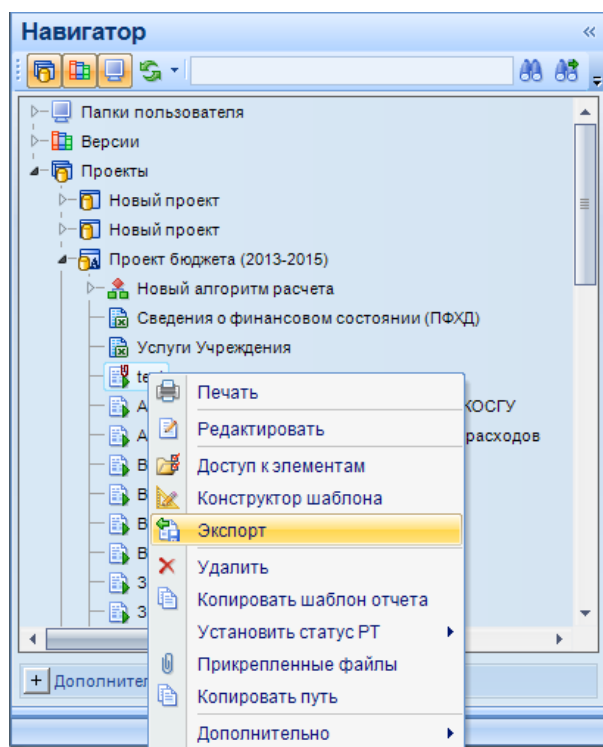 Навигатор
Папки пользователя
Версии
Проекты
Новый проект
Новый проект
Проект бюджета (2013-2015)
Новый алгоритм расчета
Сведения о финансовом состоянии (ПФХД)
Услуги Учреждения
te
Печать
А КОСГУ
Редактировать
А расходов
В Доступ к элементам
В Конструктор шаблона
В Экспорт
В
Удалить
З
Копировать шаблон отчета
З
Установить статус РТ
Прикрепленные файлы
+ Дополнител
Копировать путь
Дополнительно